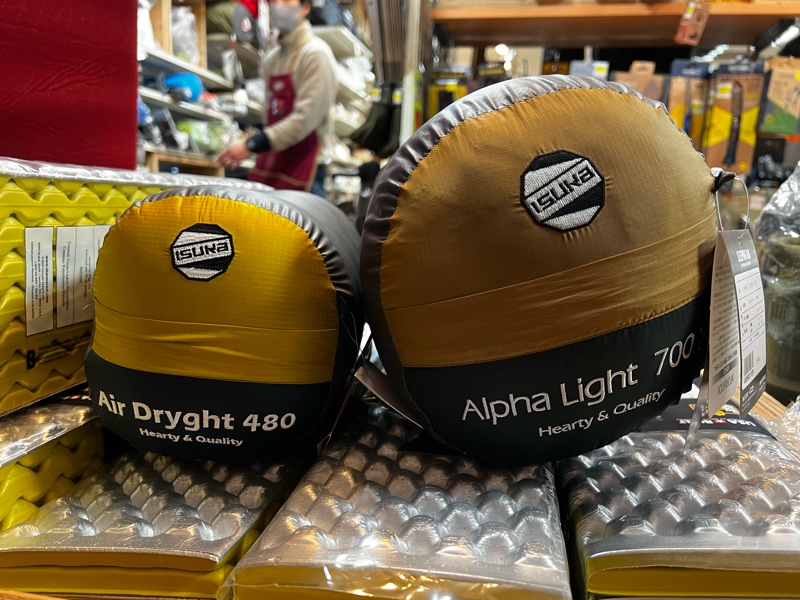 ISUKA
Air Dryght 480
Hearty & Quality
ISUKA
Alpha Light 700
Hearty & Quality